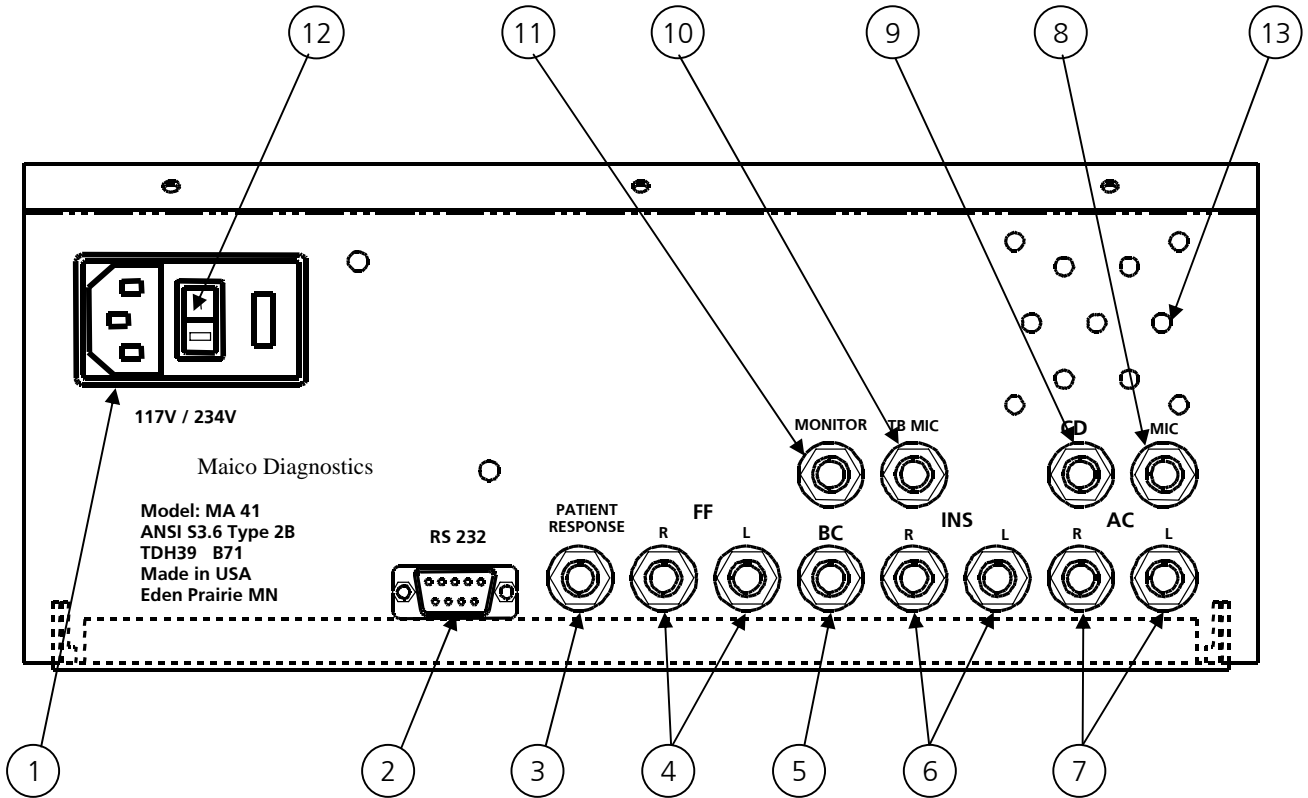 12
11
10
9
8
13
117V / 234V
MONITOR
TB MIC
CD
MIC
Maico Diagnostics
Model: MA 41
ANSI S3.6 Type 2B
TDH39 B71
Made in USA
Eden Prairie MN
RS 232
PATIENT
RESPONSE
FF
R
L
BC
INS
R
L
AC
R
L
1
2
3
4
5
6
7